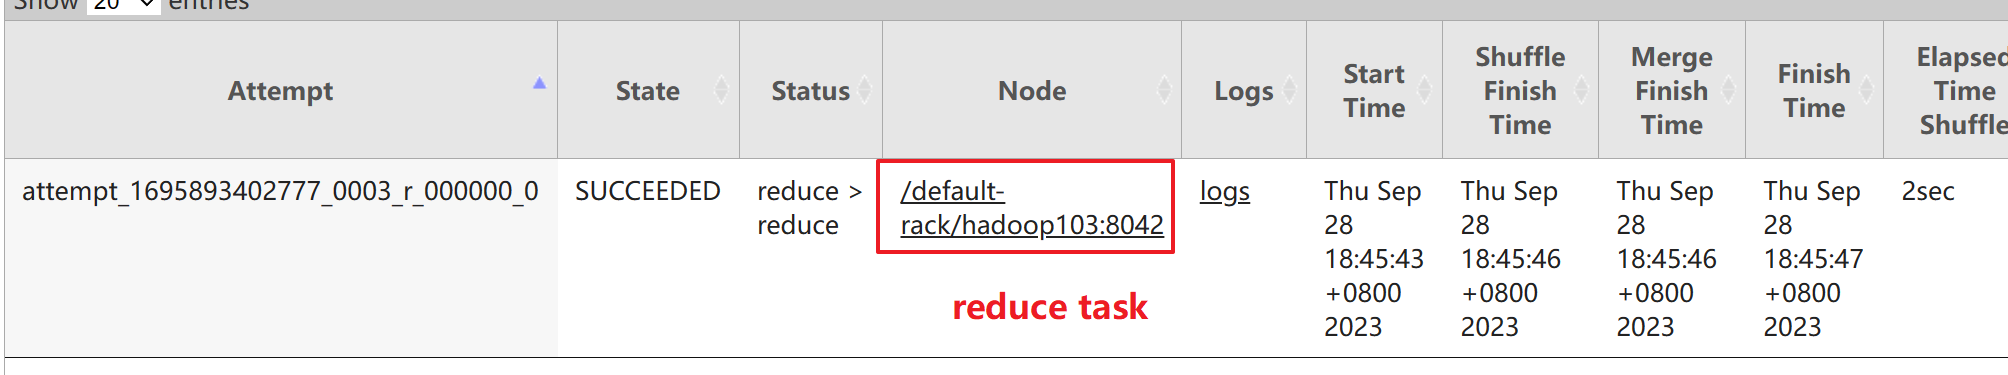 Show 20 entries
Attempt
State
Status
Node
Logs
Start
Time
Shuffle
Finish
Time
Merge
Finish
Time
Finish
Time
Elapsed
Time
Shuffle
attempt_1695893402777_0003_r_000000_0
SUCCEEDED
reduce >
reduce
/default-
rack/hadoop103:8042
logs
Thu Sep
28
18:45:43
+0800
2023
Thu Sep
28
18:45:46
+0800
2023
Thu Sep
28
18:45:46
+0800
2023
Thu Sep
28
18:45:47
+0800
2023
2sec
reduce task